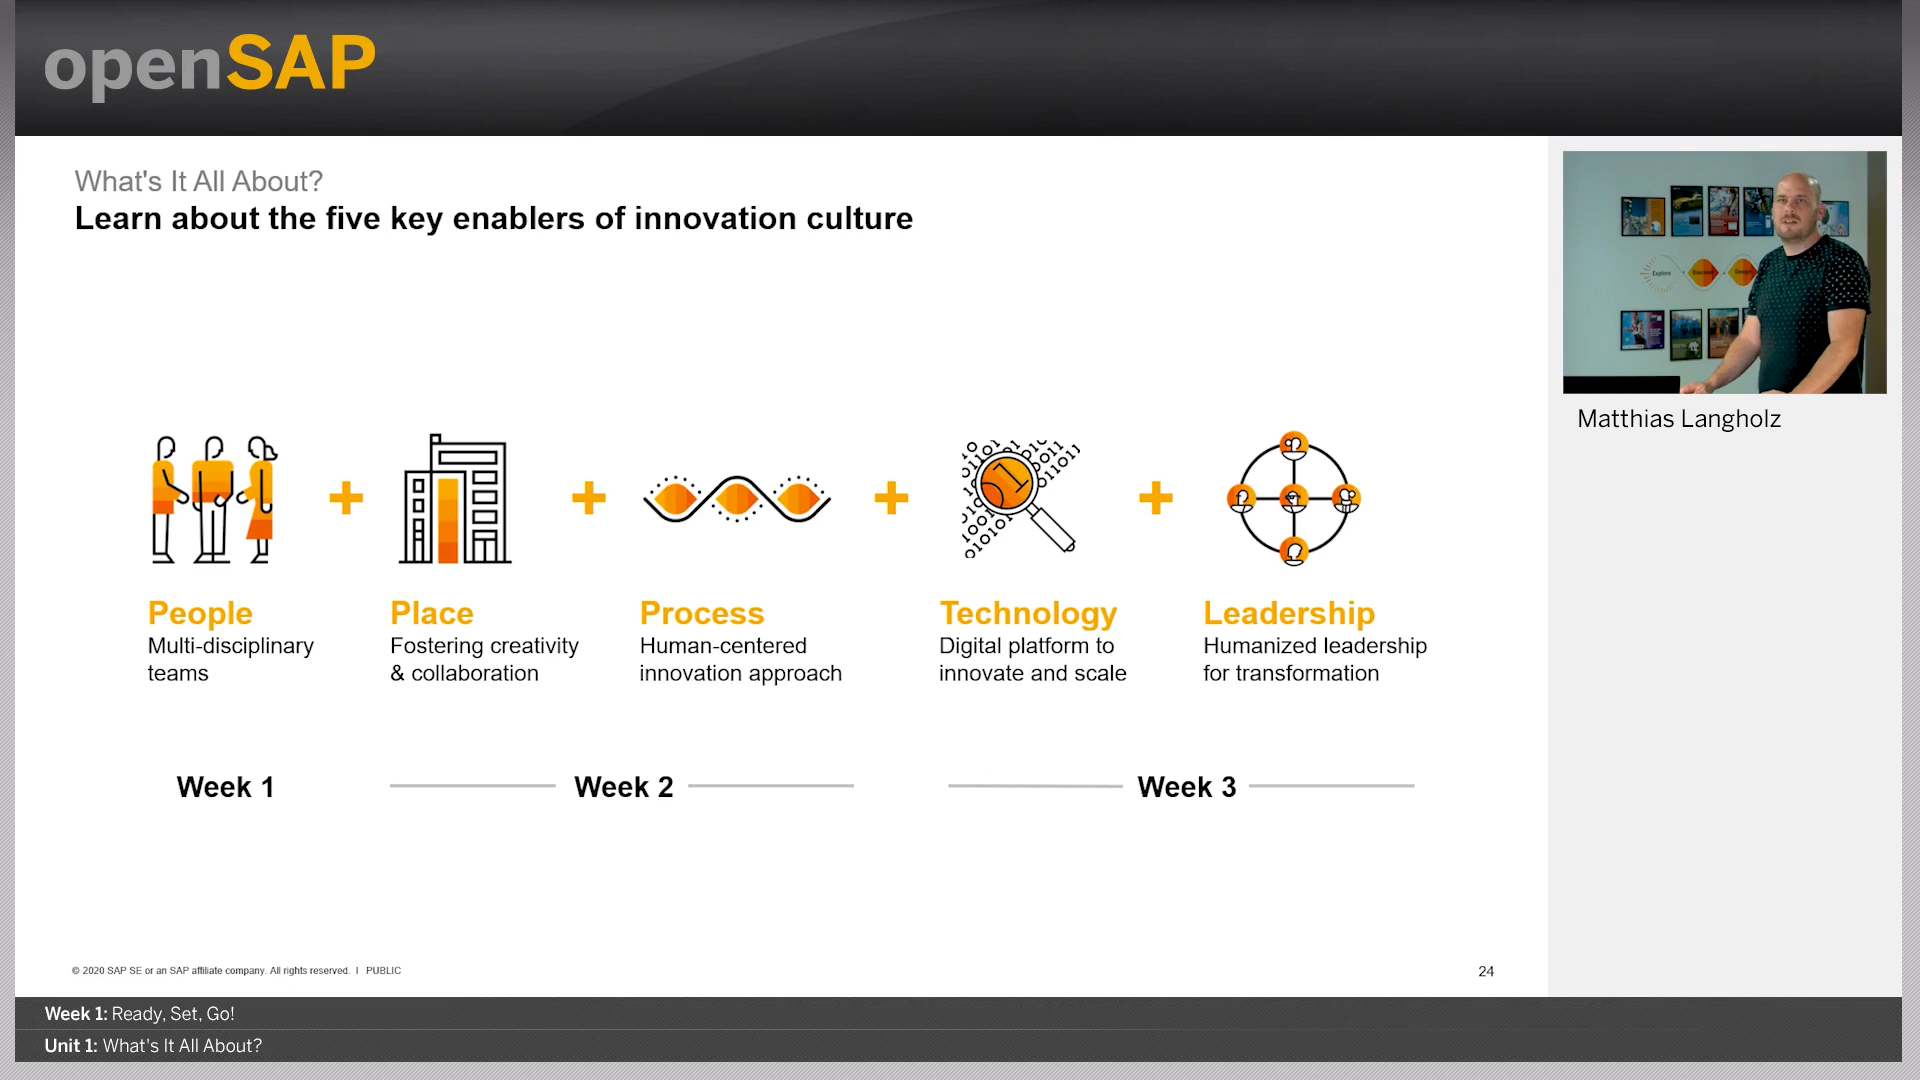 openSAP
What's It All About?
Learn about the five key enablers of innovation culture
Explore
Matthias Langholz
+ + + +
People
Multi-disciplinary
teams
Place
Fostering creativity
& collaboration
Process
Human-centered
innovation approach
Technology
Digital platform to
innovate and scale
Leadership
Humanized leadership
for transformation
Week 1
Week 2
Week 3
© 2020 SAP SE or an SAP affiliate company. All rights reserved. I PUBLIC
24
Week 1: Ready, Set, Go!
Unit 1: What's It All About?